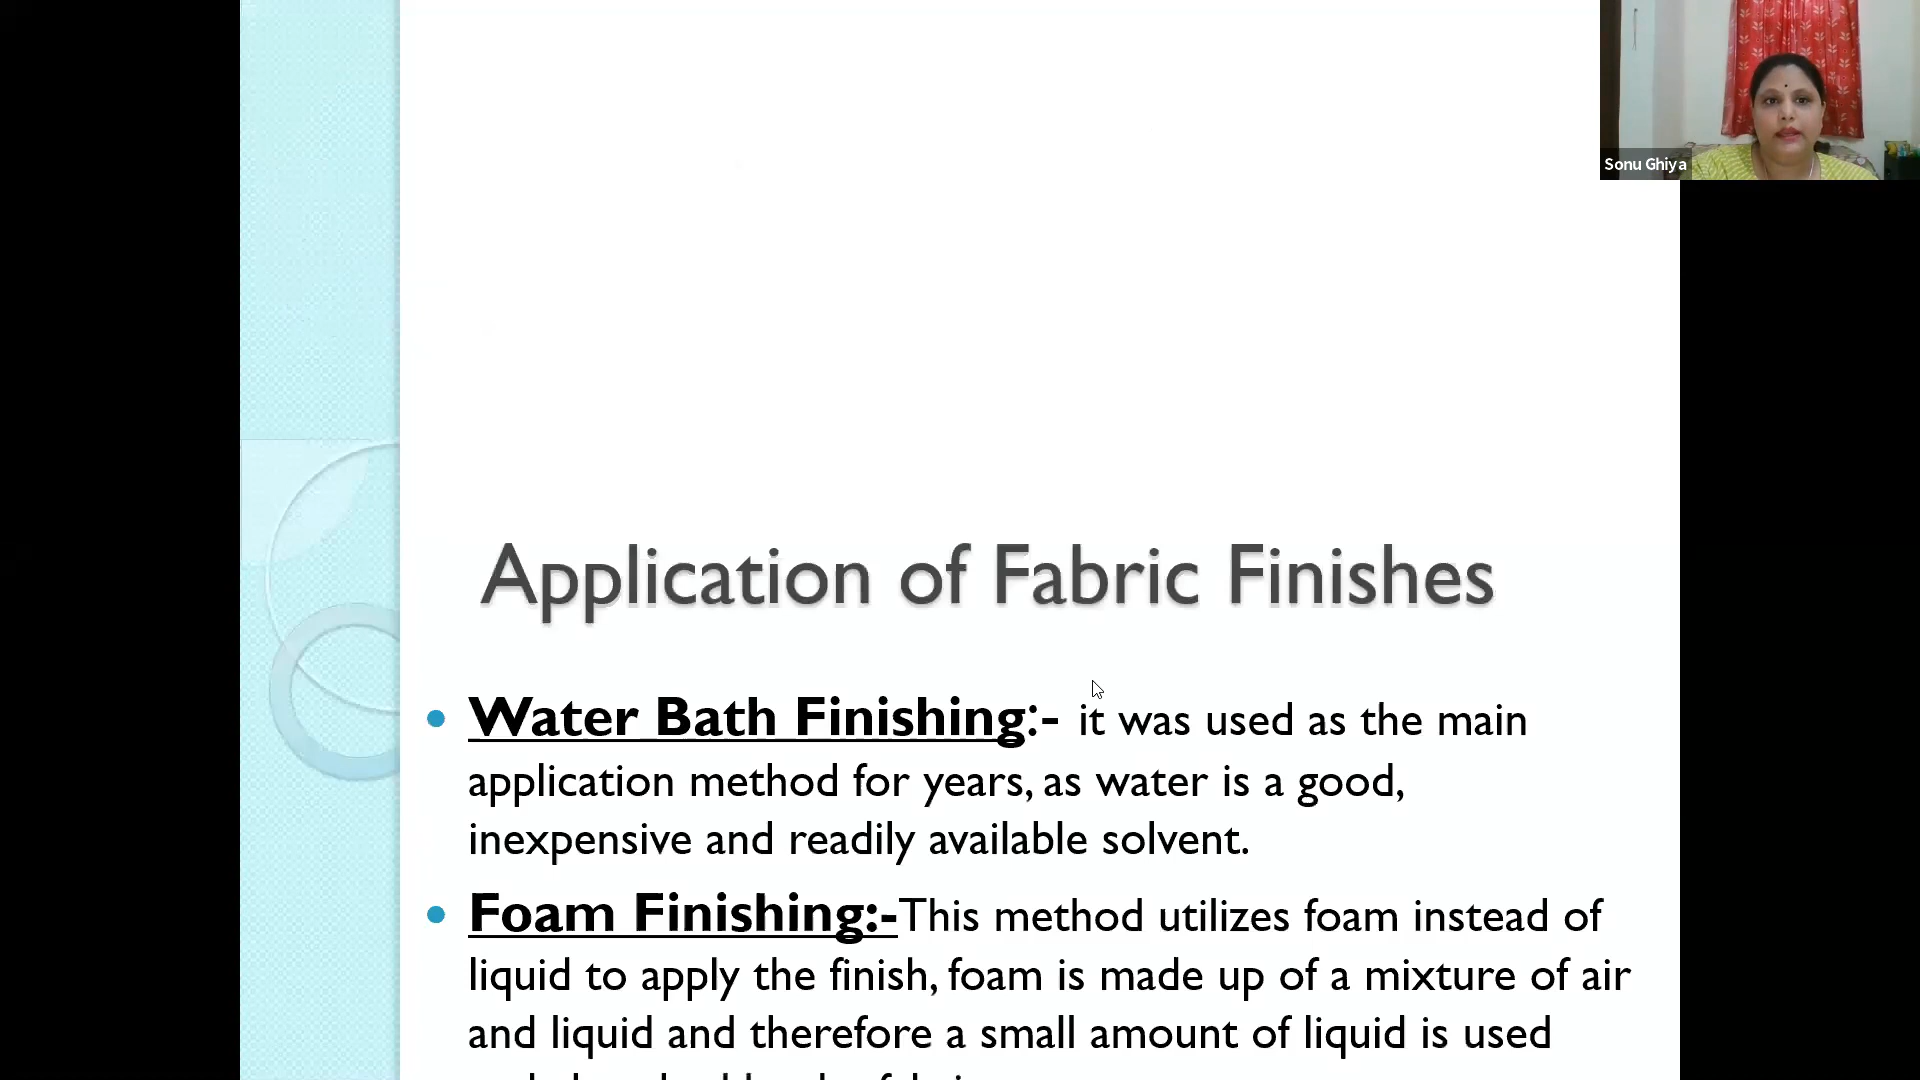 Sonu Ghiya
Application of Fabric Finishes
• Water Bath Finishing:- it was used as the main
application method for years, as water is a good,
inexpensive and readily available solvent.
• Foam Finishing:-This method utilizes foam instead of
liquid to apply the finish, foam is made up of a mixture of air
and liquid and therefore a small amount of liquid is used